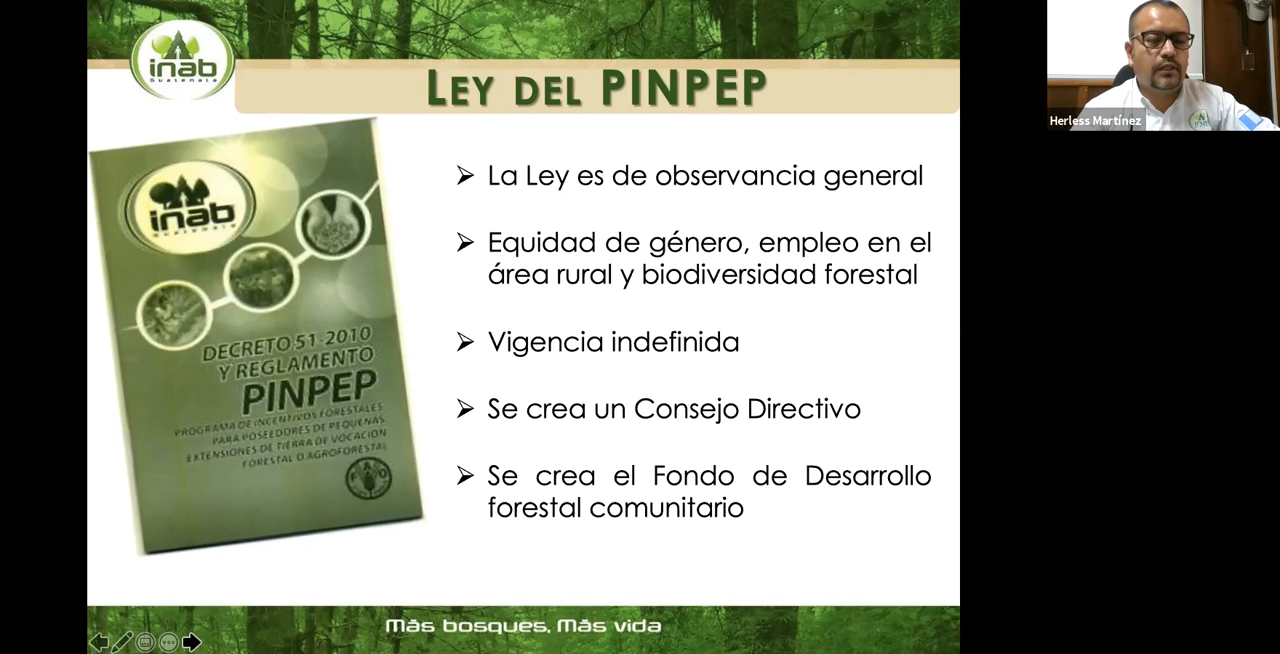 inab
Guatemala
LEY DEL PINPEP
Herless Martínez
inab
Guatemala
DECRETO 51-2010
Y REGLAMENTO
PINPEP
PROGRAMA DE INCENTIVOS FORESTALES
PARA POSEEDORES DE PEQUEÑAS
EXTENSIONES DE TIERRA DE VOCACIÓN
FORESTAL O AGROFORESTAL
FAO
➢ La Ley es de observancia general
➢ Equidad de género, empleo en el
área rural y biodiversidad forestal
➢ Vigencia indefinida
➢ Se crea un Consejo Directivo
➢ Se crea el Fondo de Desarrollo
forestal comunitario
Más bosques, Más vida